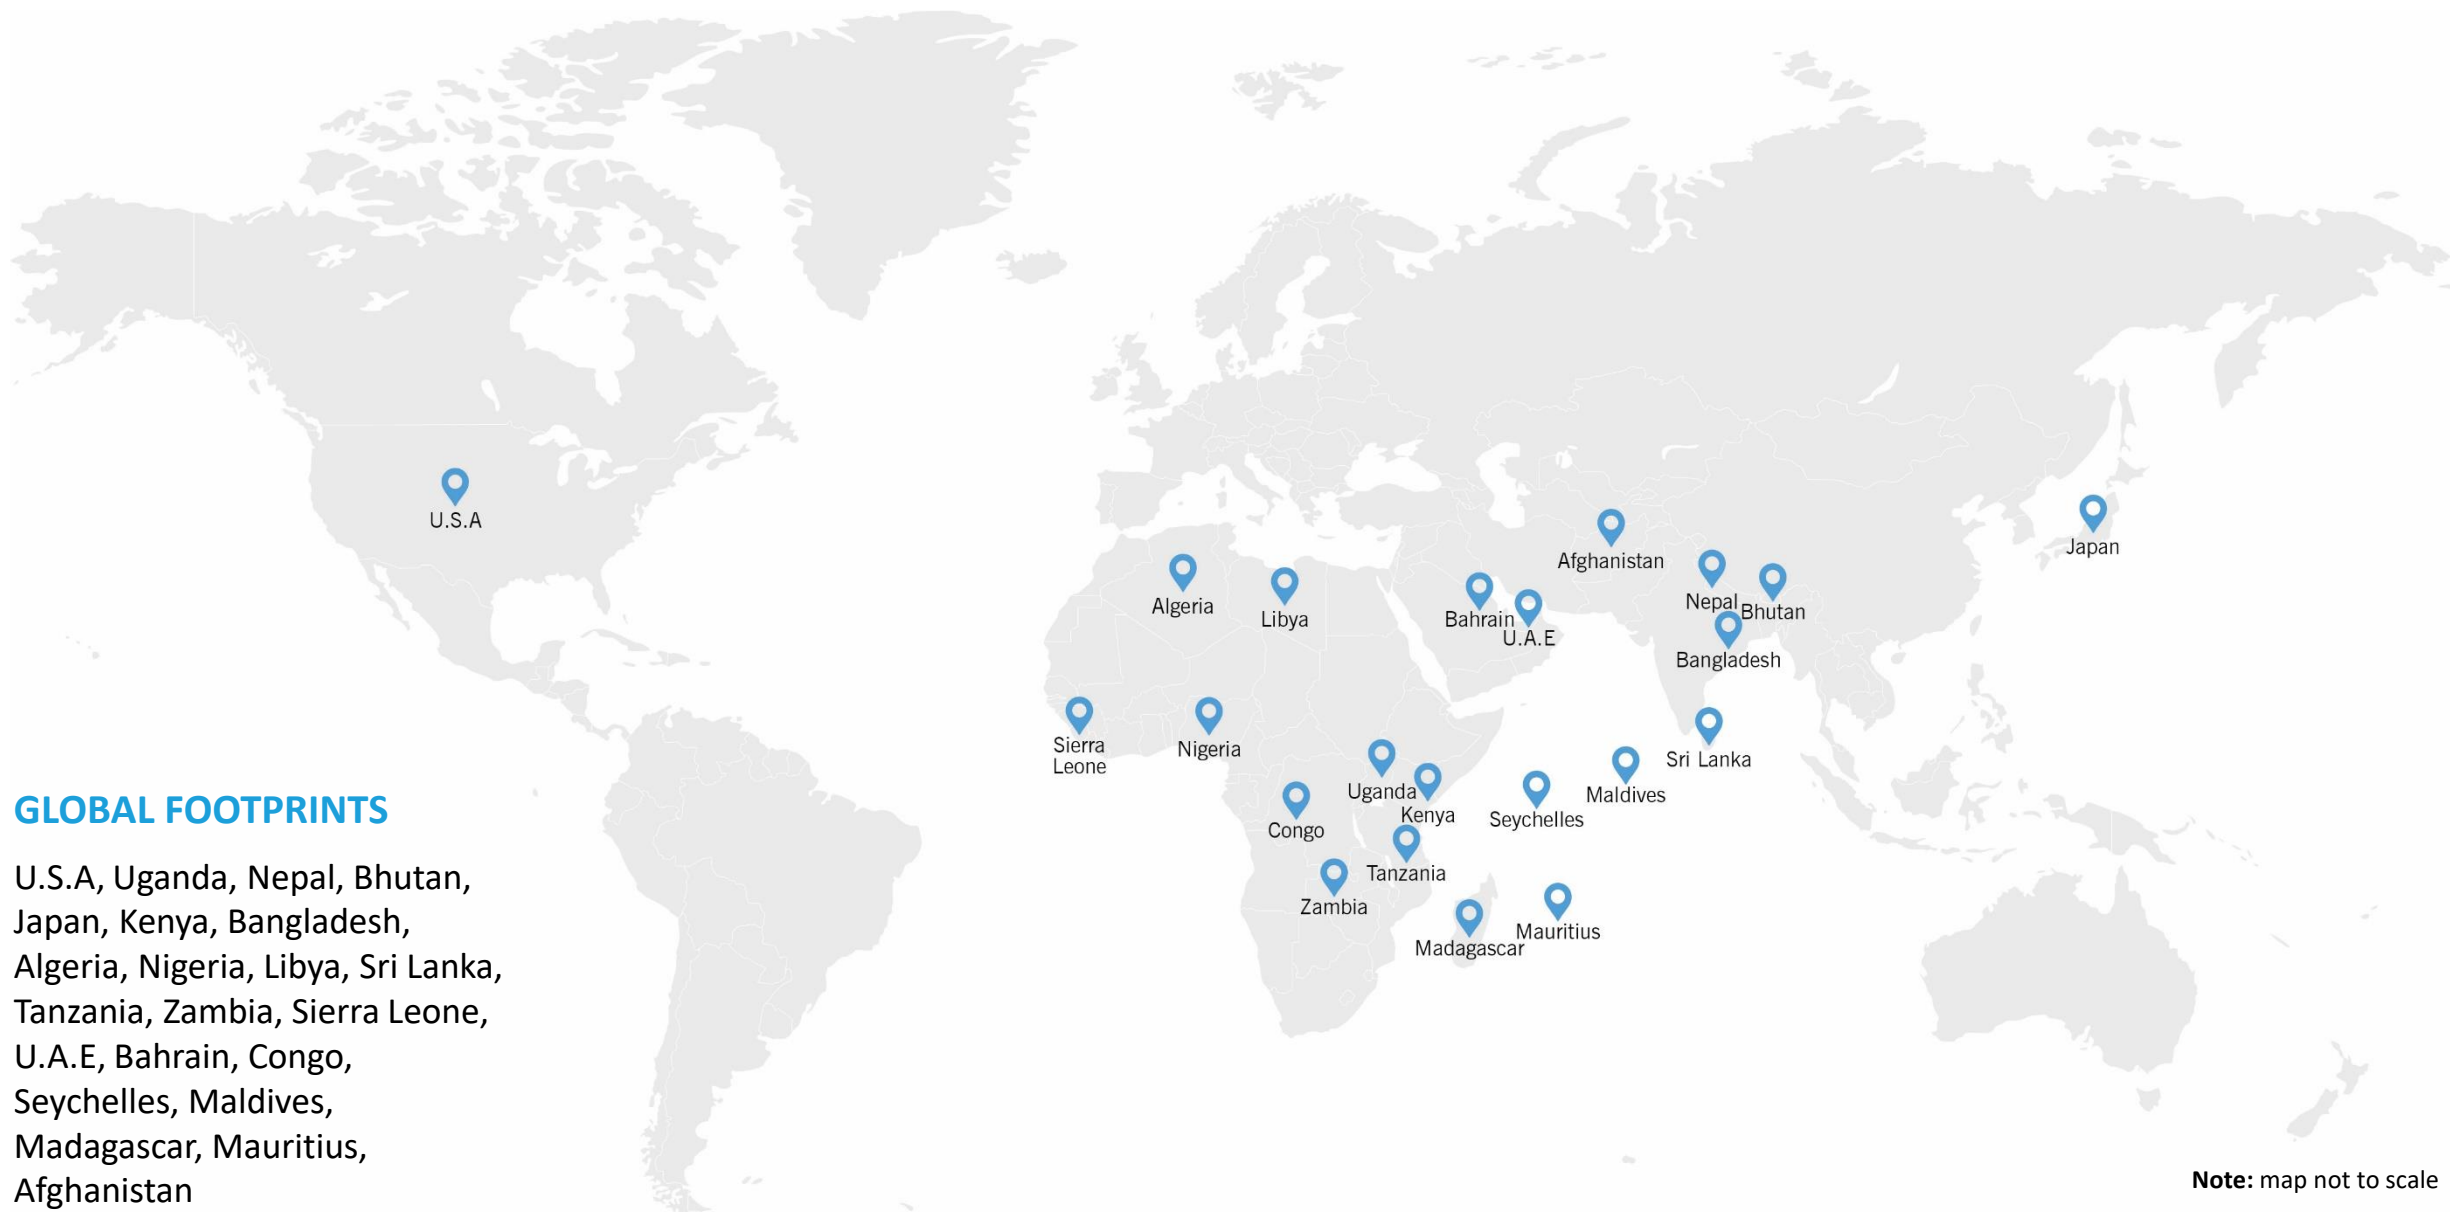 U.S.A
Japan
Afghanistan
Nepal
Bhutan
Algeria
Libya
Bahrain
U.A.E
Bangladesh
Sierra
Leone
Nigeria
Sri Lanka
Uganda
Maldives
Kenya
Seychelles
Congo
Tanzania
Zambia
Mauritius
Madagascar
GLOBAL FOOTPRINTS
U.S.A, Uganda, Nepal, Bhutan,
Japan, Kenya, Bangladesh,
Algeria, Nigeria, Libya, Sri Lanka,
Tanzania, Zambia, Sierra Leone,
U.A.E, Bahrain, Congo,
Seychelles, Maldives,
Madagascar, Mauritius,
Afghanistan
Note: map not to scale